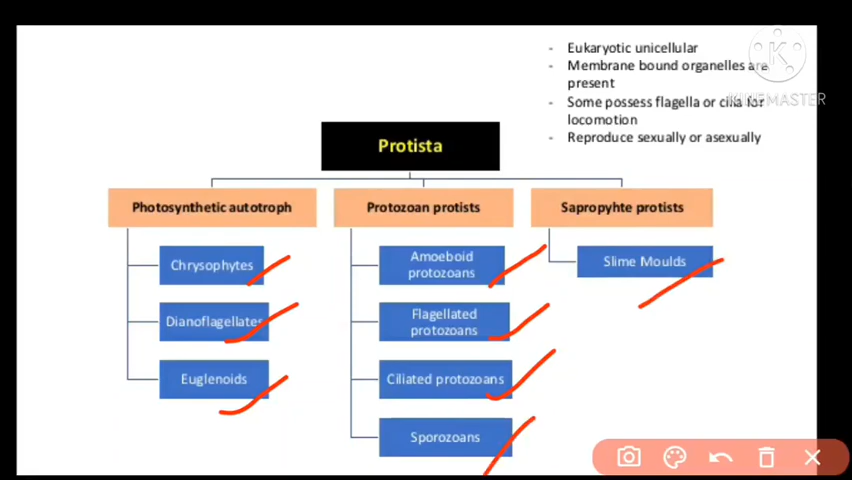 - Eukaryotic unicellular
- Membrane bound organelles are
present
- Some possess flagella or cilia for
locomotion
- Reproduce sexually or asexually
KINEMASTER
Protista
Photosynthetic autotroph
Protozoan protists
Sapropyhte protists
Chrysophytes
Dianoflagellates
Euglenoids
Amoeboid
protozoans
Flagellated
protozoans
Ciliated protozoans
Sporozoans
Slime Moulds